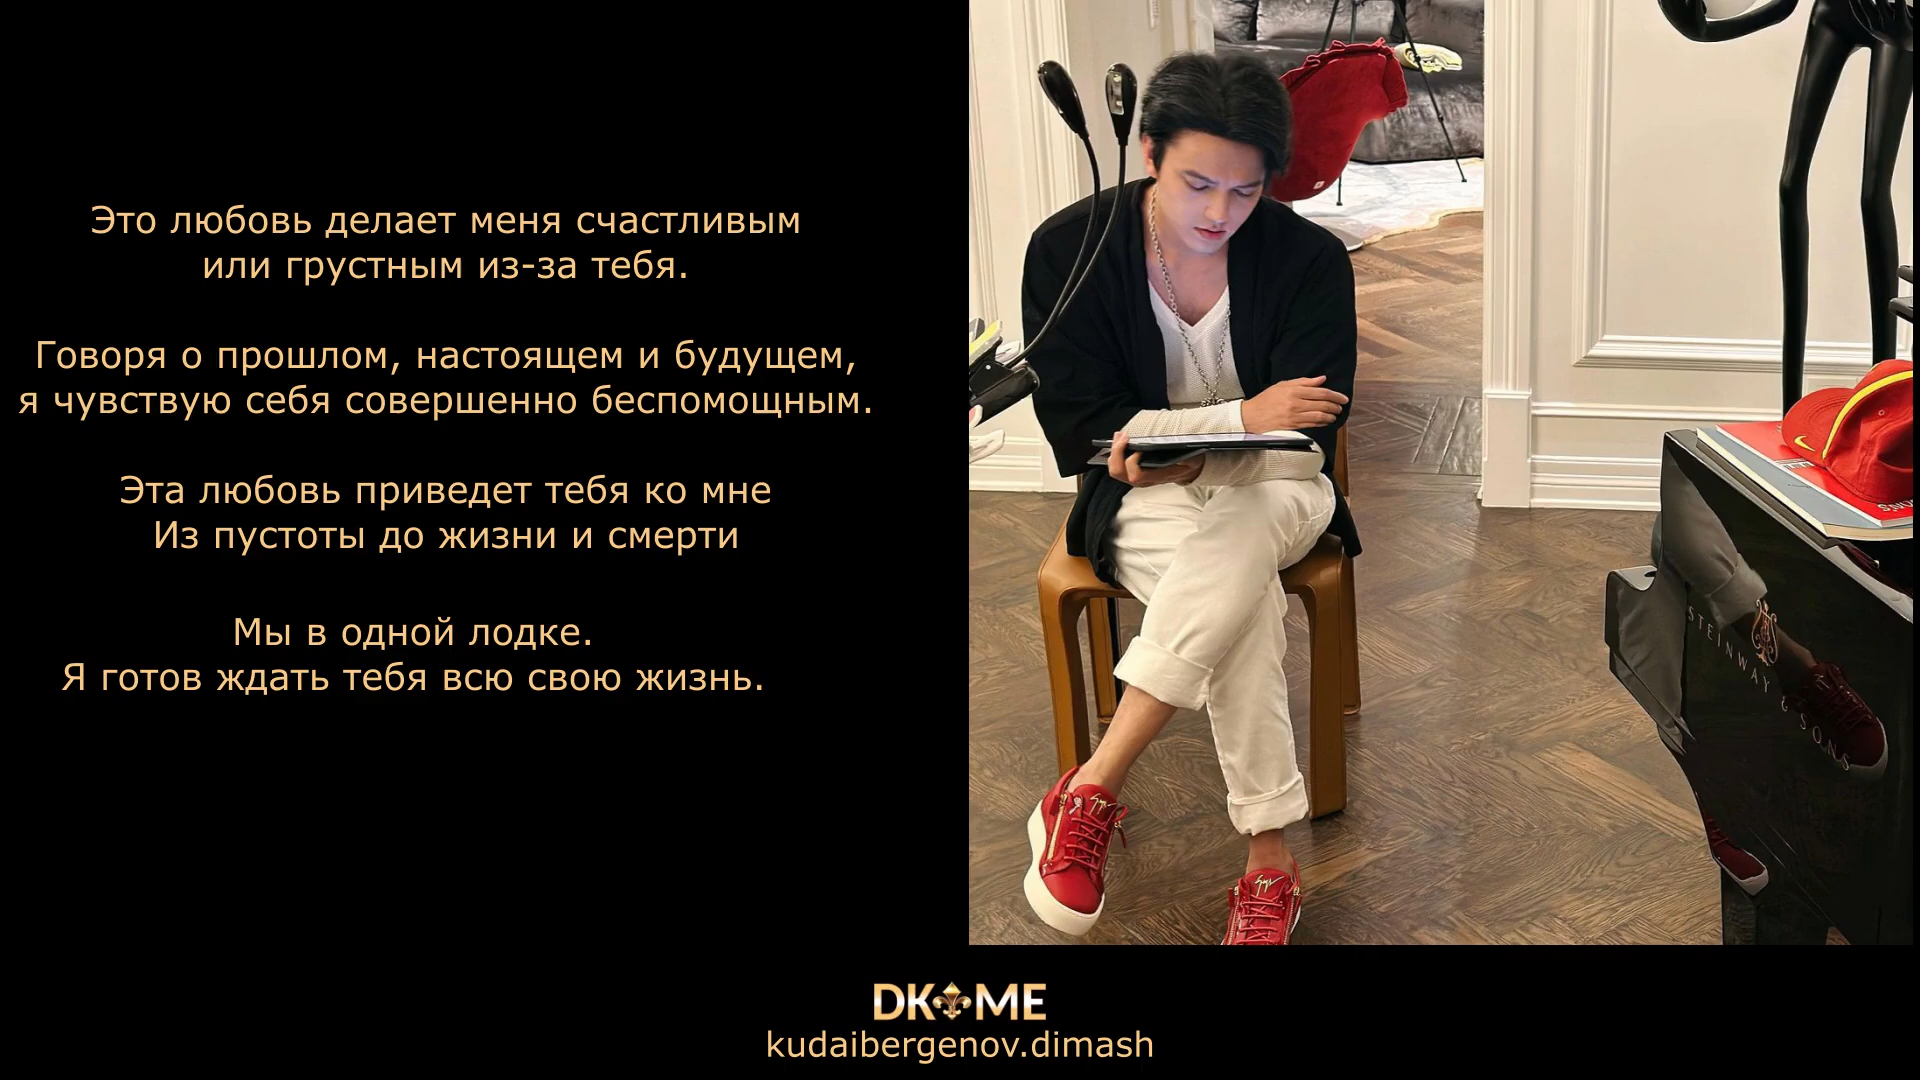 Это любовь делает меня счастливым
или грустным из-за тебя.
Говоря о прошлом, настоящем и будущем,
я чувствую себя совершенно беспомощным.
Эта любовь приведет тебя ко мне
Из пустоты до жизни и смерти
Мы в одной лодке.
Я готов ждать тебя всю свою жизнь.
STEINWAY & SONS
DK ME
kudaibergenov.dimash